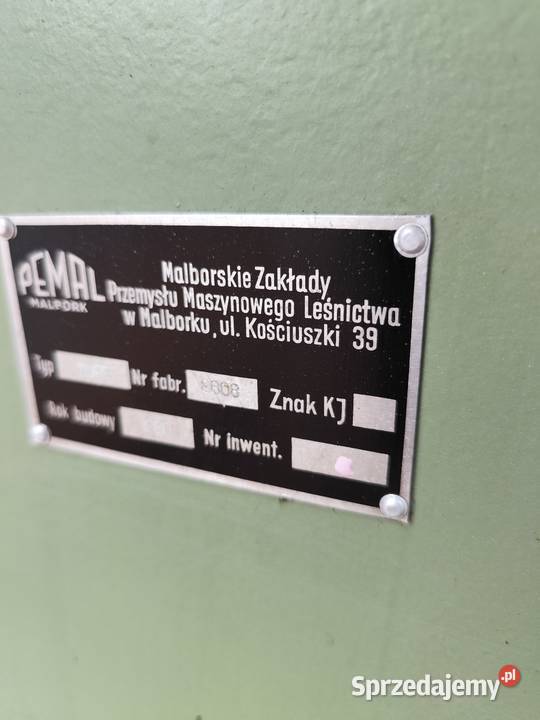 PEMAL
MALBORK
Malborskie Zakłady
Przemysłu Maszynowego Leśnictwa
w Malborku, ul. Kościuszki 39
Typ
Nr fabr.
Znak KJ
Rok budowy
Nr inwent.
Sprzedajemy.pl